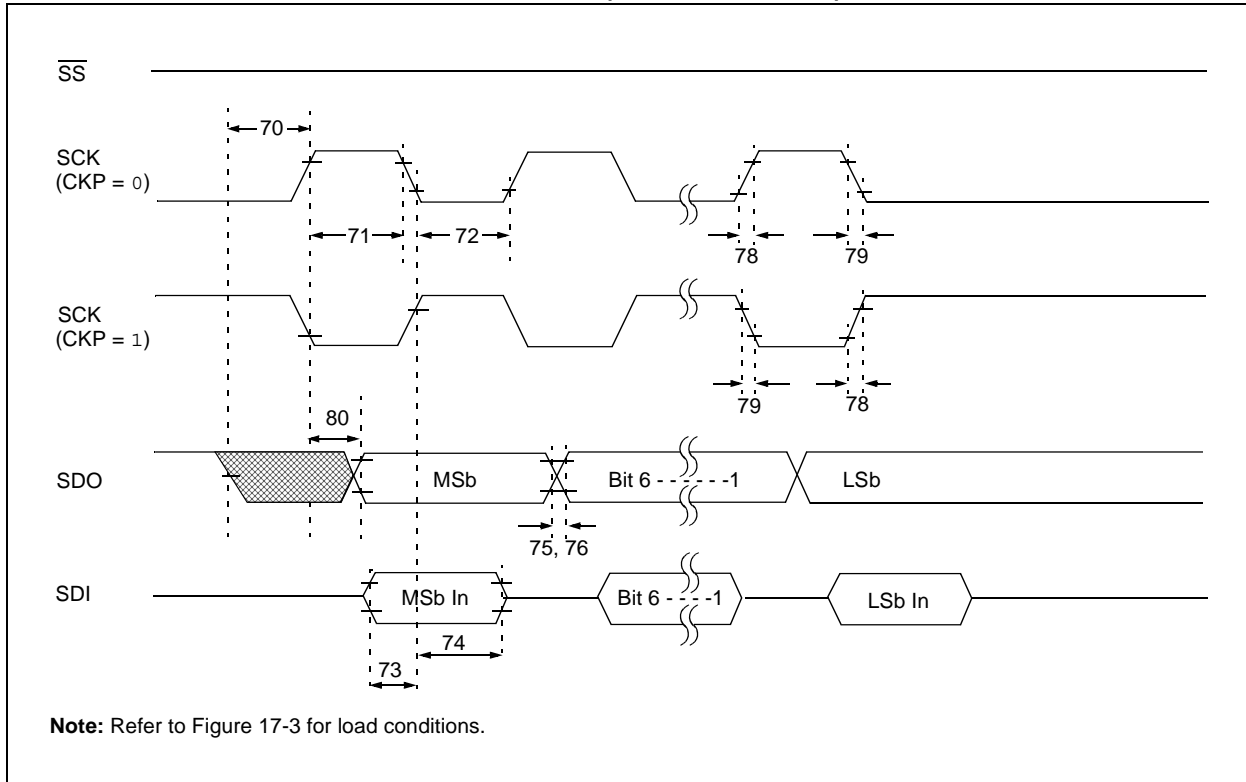 SS
70
SCK
(CKP = 0)
71
72
78
79
SCK
(CKP = 1)
79
78
80
SDO
MSb
Bit 6 - - - - - -1
LSb
75, 76
SDI
MSb In
Bit 6 - - - - -1
LSb In
74
73
Note: Refer to Figure 17-3 for load conditions.